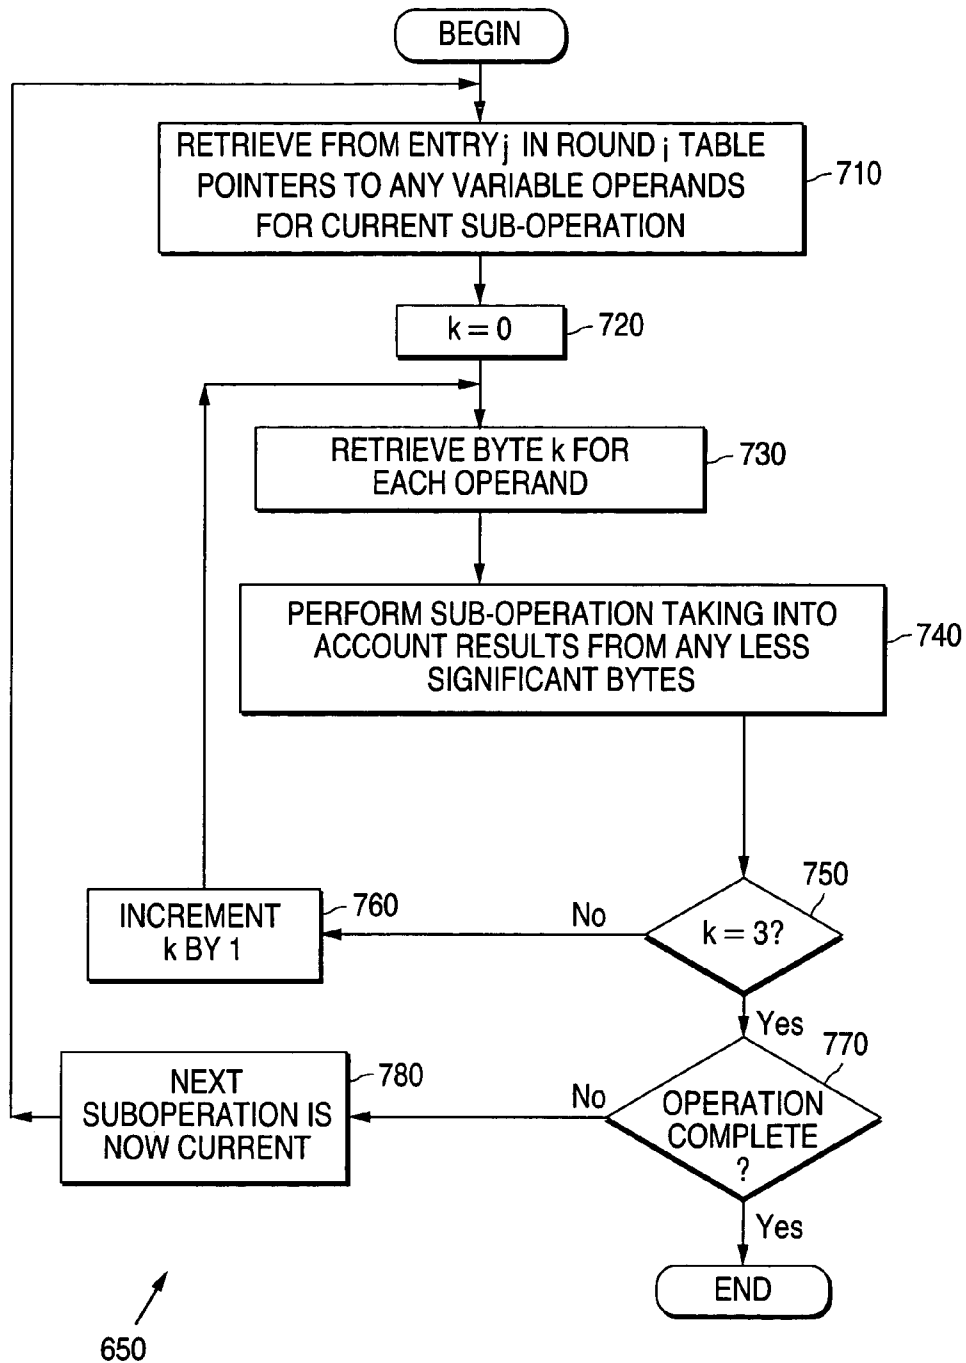 BEGIN
RETRIEVE FROM ENTRY j IN ROUND i TABLE
POINTERS TO ANY VARIABLE OPERANDS
FOR CURRENT SUB-OPERATION
710
k = 0
720
RETRIEVE BYTE k FOR
EACH OPERAND
730
PERFORM SUB-OPERATION TAKING INTO
ACCOUNT RESULTS FROM ANY LESS
SIGNIFICANT BYTES
740
k = 3?
750
No
INCREMENT
k BY 1
760
Yes
OPERATION
COMPLETE
?
770
No
NEXT
SUBOPERATION IS
NOW CURRENT
780
Yes
END
650